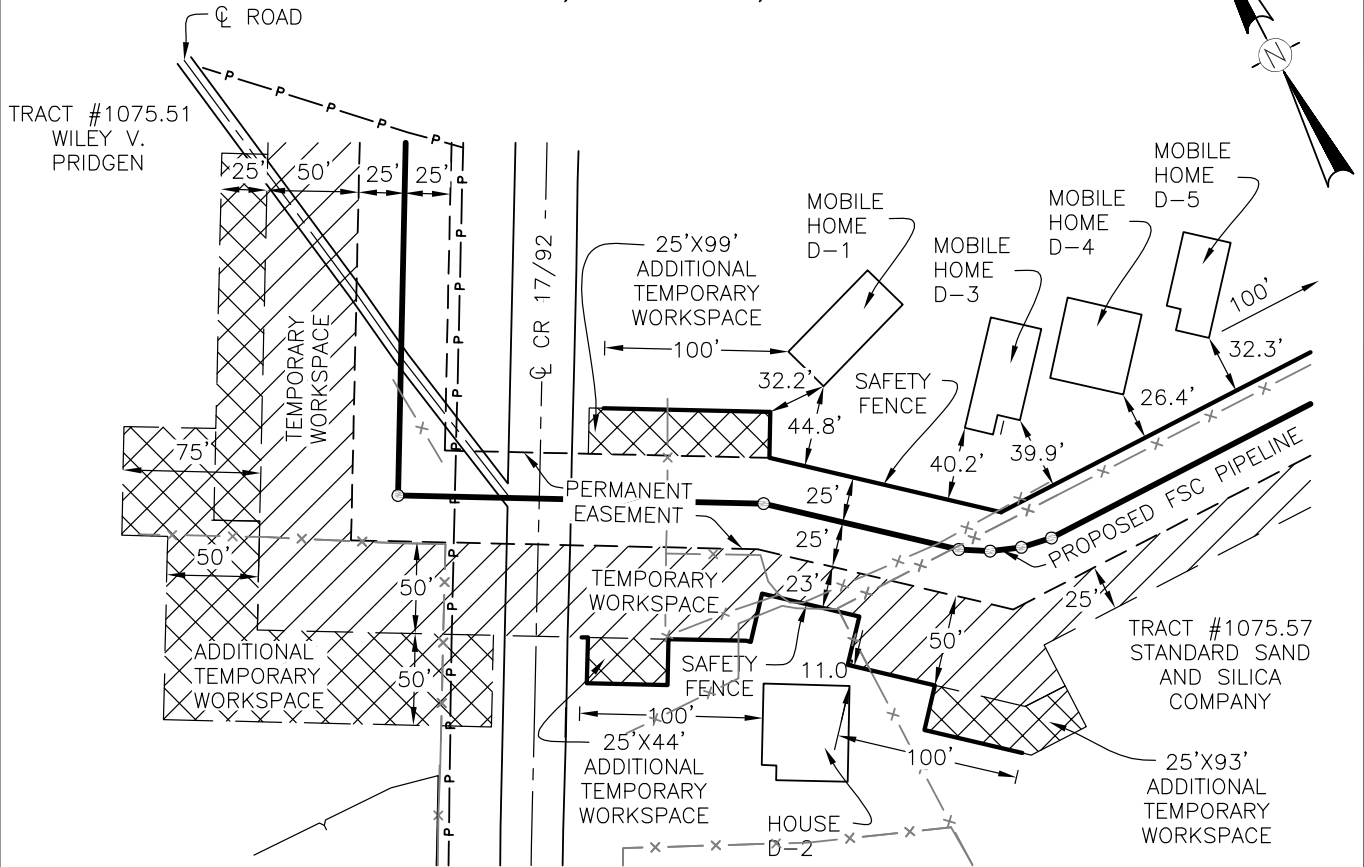 ℄ ROAD
N
TRACT #1075.51
WILEY V.
PRIDGEN
P
P
P
P
P
25'
50'
25'
25'
P
P
P
P
P
P
P
P
P
P
P
℄ CR 17/92
TEMPORARY
WORKSPACE
25'X99'
ADDITIONAL
TEMPORARY
WORKSPACE
100'
MOBILE
HOME
D-1
MOBILE
HOME
D-3
MOBILE
HOME
D-4
MOBILE
HOME
D-5
100'
32.3'
26.4'
32.2'
44.8'
SAFETY
FENCE
40.2'
39.9'
75'
50'
50'
50'
PERMANENT
EASEMENT
25'
25'
23'
PROPOSED FSC PIPELINE
25'
50'
TEMPORARY
WORKSPACE
ADDITIONAL
TEMPORARY
WORKSPACE
SAFETY
FENCE
11.0'
TRACT #1075.57
STANDARD SAND
AND SILICA
COMPANY
100'
100'
25'X44'
ADDITIONAL
TEMPORARY
WORKSPACE
HOUSE
D-2
25'X93'
ADDITIONAL
TEMPORARY
WORKSPACE